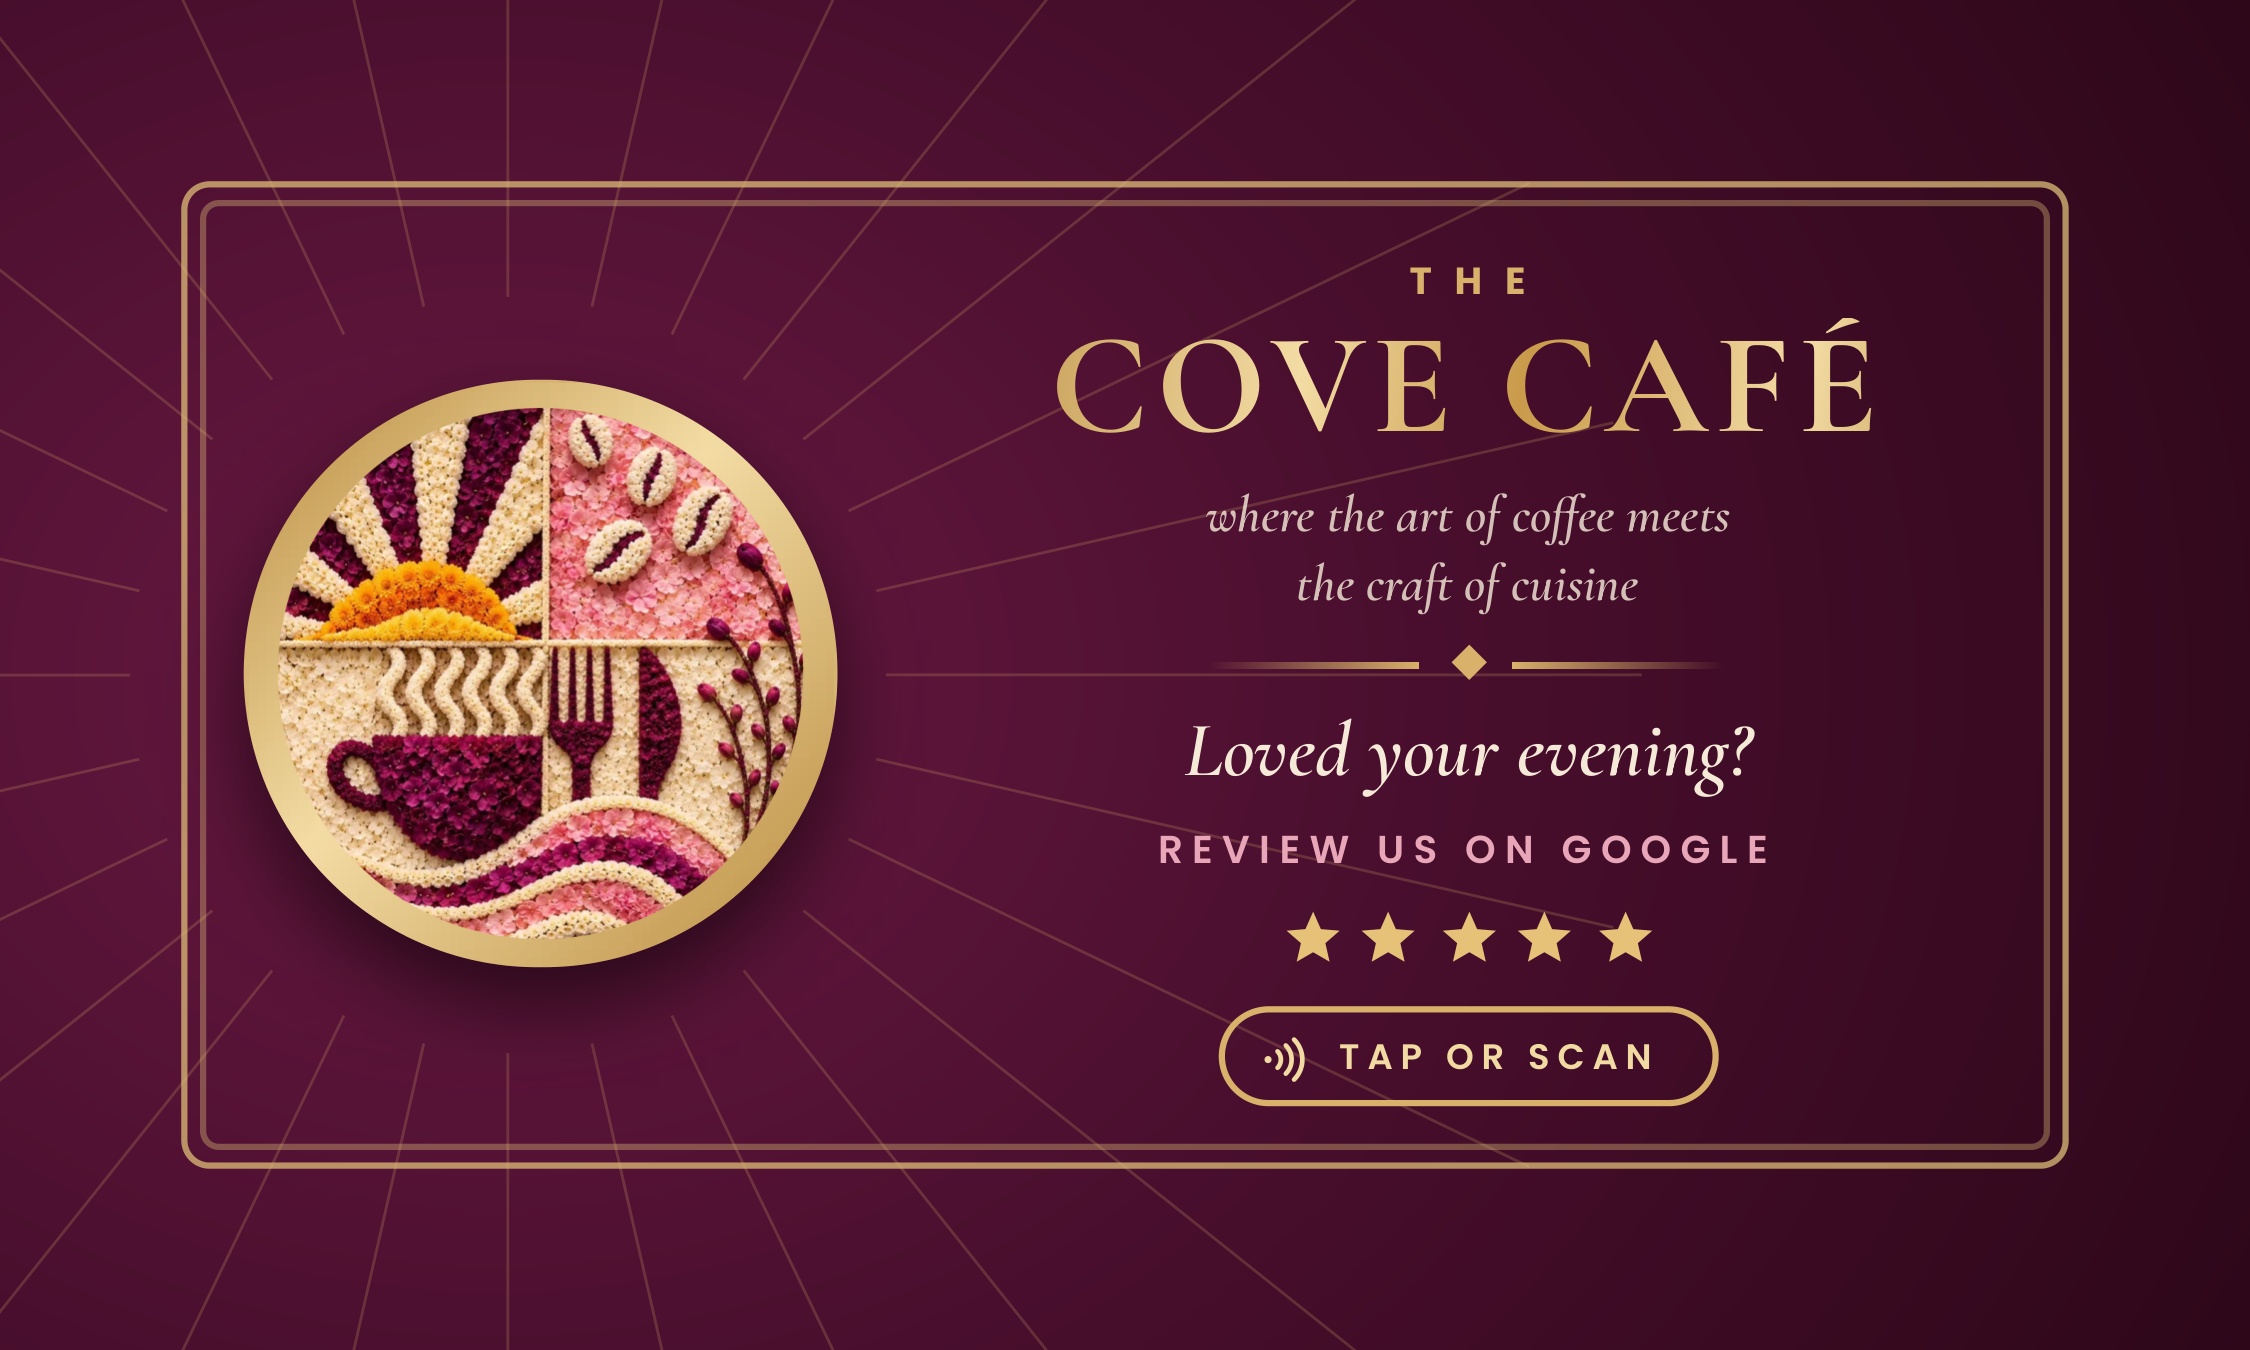 THE
COVE CAFÉ
where the art of coffee meets
the craft of cuisine
Loved your evening?
REVIEW US ON GOOGLE
TAP OR SCAN